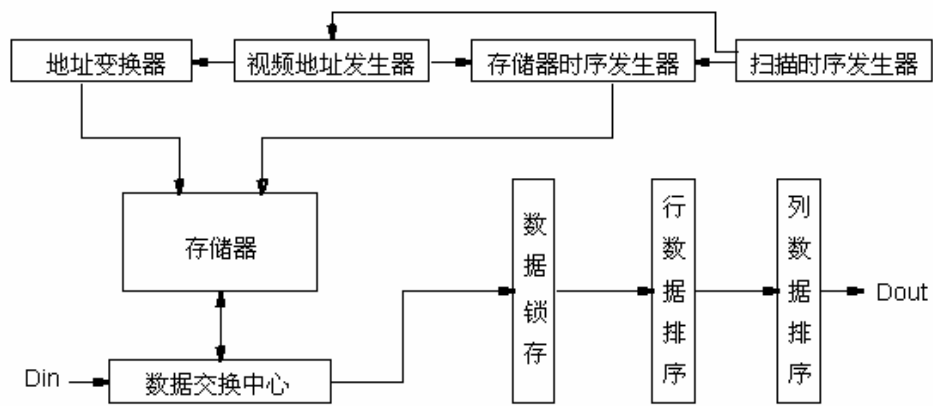 地址变换器
视频地址发生器
存储器时序发生器
扫描时序发生器
存储器
数据锁存
行数据排序
列数据排序
Dout
Din
数据交换中心